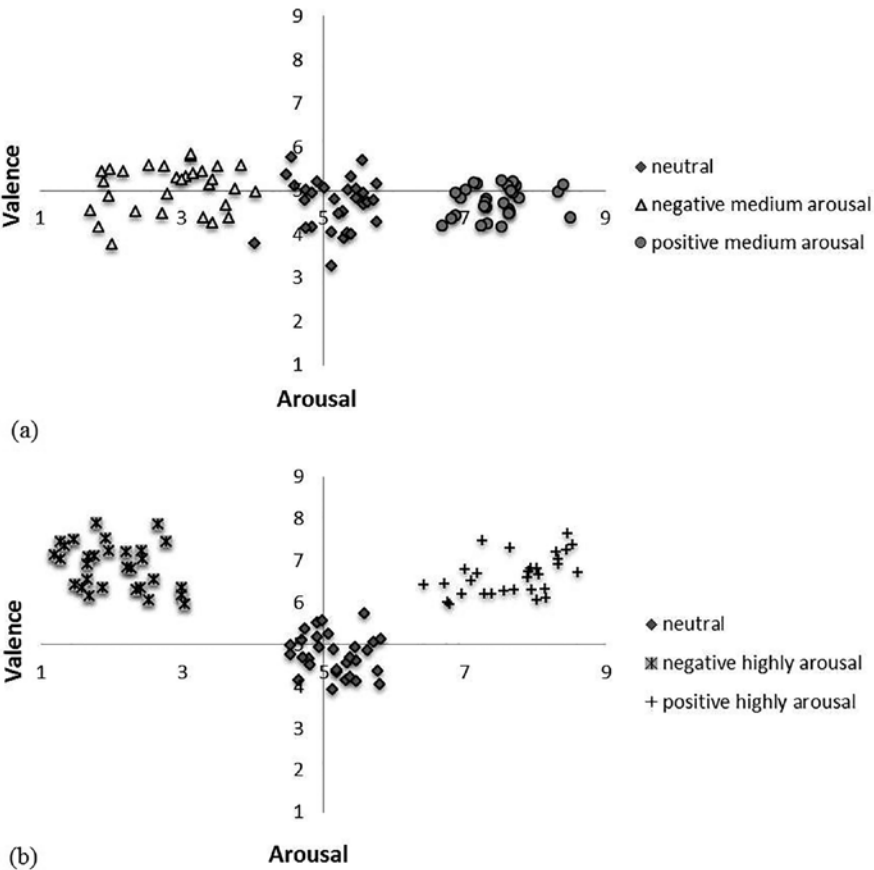 9
8
7
6
5
4
3
2
1
1 3 5 7 9
Valence
Arousal
neutral
negative medium arousal
positive medium arousal
(a)
9
8
7
6
5
4
3
2
1
1 3 5 7 9
Valence
Arousal
neutral
negative highly arousal
positive highly arousal
(b)